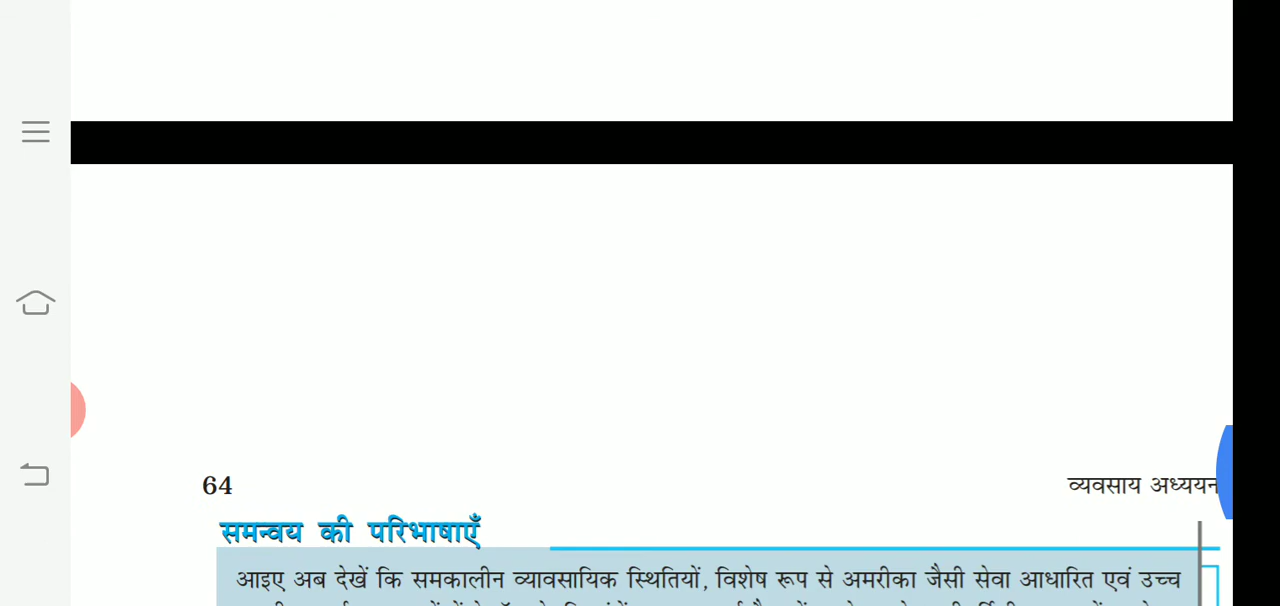 64
व्यवसाय अध्ययन
समन्वय की परिभाषाएँ
आइए अब देखें कि समकालीन व्यावसायिक स्थितियों, विशेष रूप से अमरीका जैसी सेवा आधारित एवं उच्च